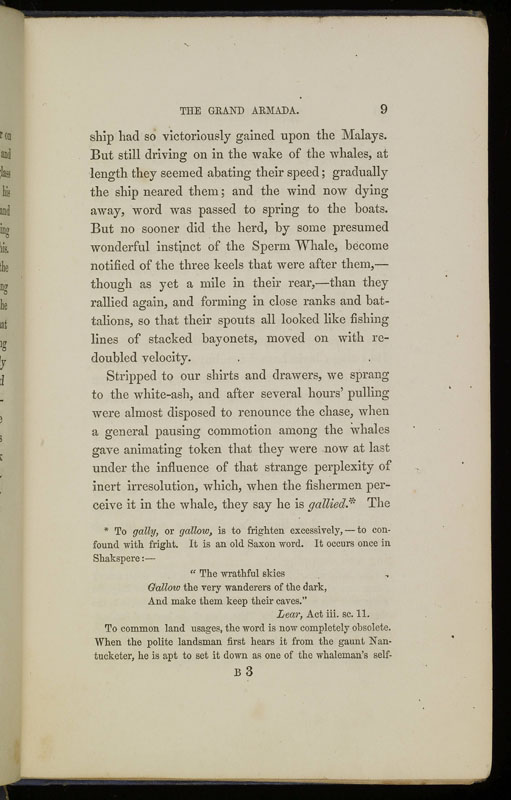 THE GRAND ARMADA. 9
ship had so victoriously gained upon the Malays.
But still driving on in the wake of the whales, at
length they seemed abating their speed; gradually
the ship neared them; and the wind now dying
away, word was passed to spring to the boats.
But no sooner did the herd, by some presumed
wonderful instinct of the Sperm Whale, become
notified of the three keels that were after them,—
though as yet a mile in their rear,—than they
rallied again, and forming in close ranks and bat-
talions, so that their spouts all looked like fishing
lines of stacked bayonets, moved on with re-
doubled velocity.
Stripped to our shirts and drawers, we sprang
to the white-ash, and after several hours' pulling
were almost disposed to renounce the chase, when
a general pausing commotion among the whales
gave animating token that they were now at last
under the influence of that strange perplexity of
inert irresolution, which, when the fishermen per-
ceive it in the whale, they say he is gallied.* The
* To gally, or gallow, is to frighten excessively,—to con-
found with fright. It is an old Saxon word. It occurs once in
Shakspere:—
"The wrathful skies
Gallow the very wanderers of the dark,
And make them keep their caves."
Lear, Act iii. sc. 11.
To common land usages, the word is now completely obsolete.
When the polite landsman first hears it from the gaunt Nan-
tucketer, he is apt to set it down as one of the whaleman's self-
B 3